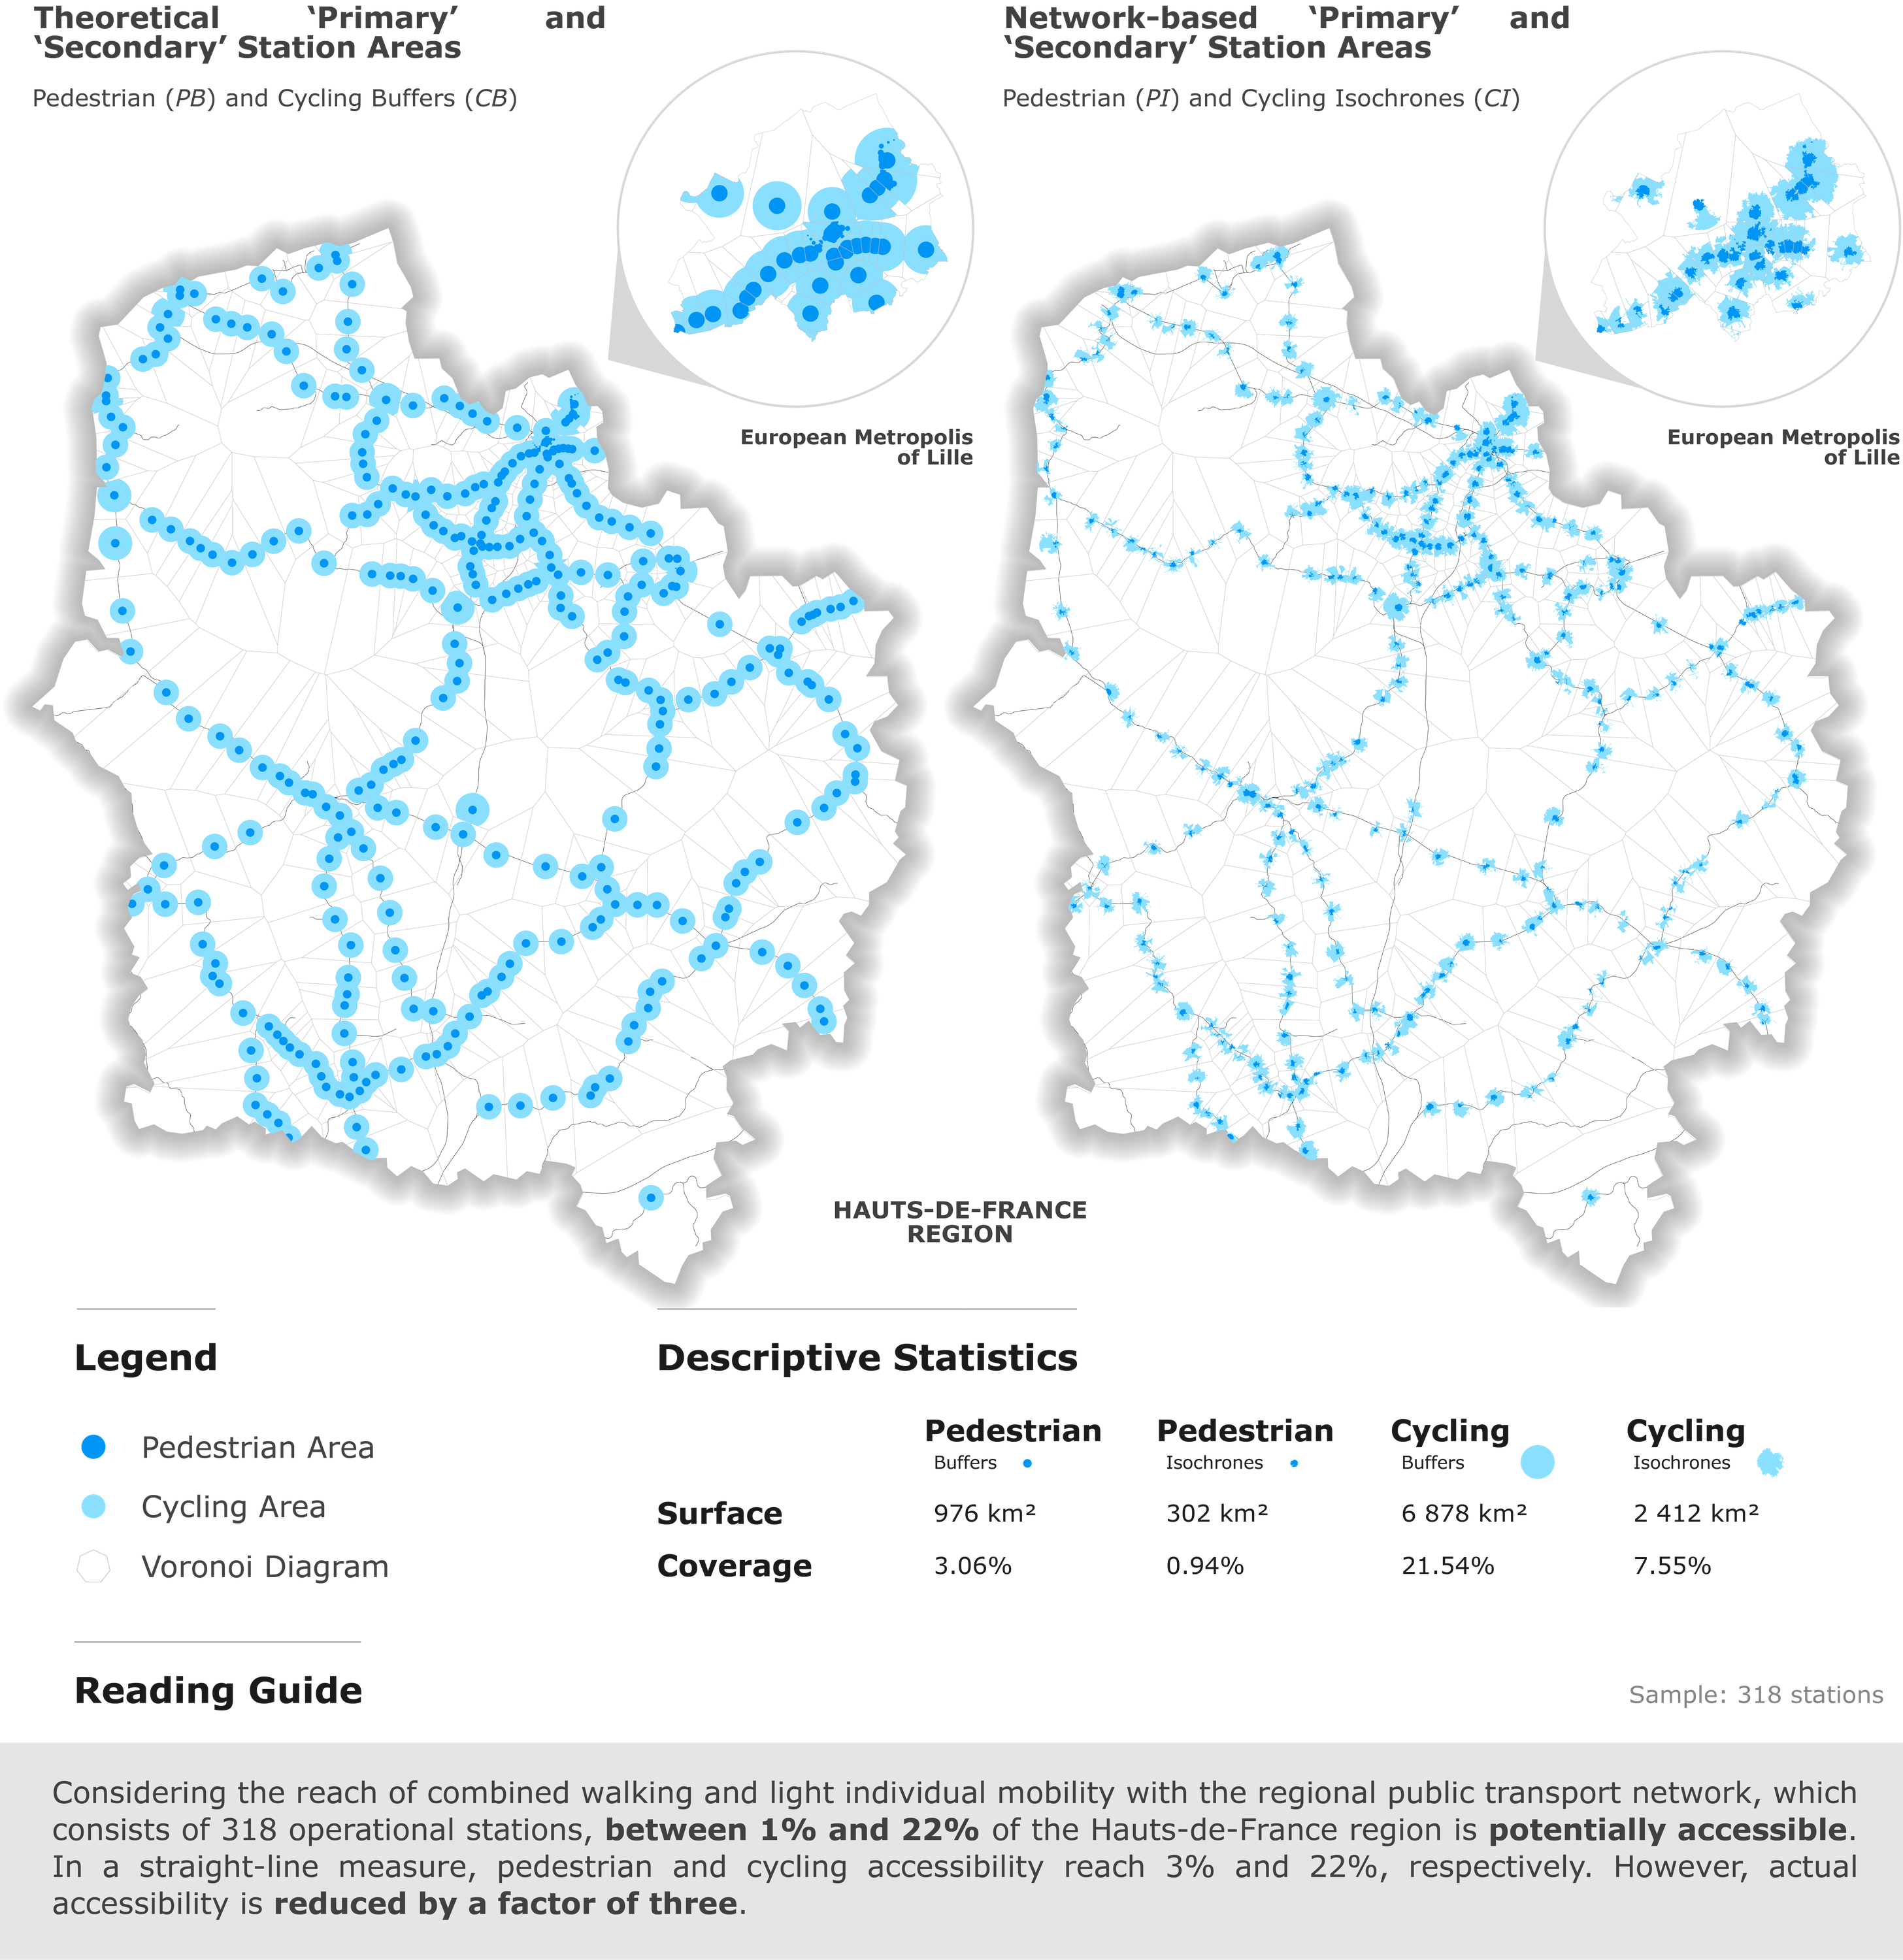 Theoretical ‘Primary’ and
‘Secondary’ Station Areas
Pedestrian (PB) and Cycling Buffers (CB)
European Metropolis
of Lille
Network-based ‘Primary’ and
‘Secondary’ Station Areas
Pedestrian (PI) and Cycling Isochrones (CI)
European Metropolis
of Lille
HAUTS-DE-FRANCE
REGION
Legend
Pedestrian Area
Cycling Area
Voronoi Diagram
Descriptive Statistics
Pedestrian Pedestrian Cycling Cycling
Buffers Isochrones Buffers Isochrones
Surface 976 km² 302 km² 6 878 km² 2 412 km²
Coverage 3.06% 0.94% 21.54% 7.55%
Reading Guide
Sample: 318 stations
Considering the reach of combined walking and light individual mobility with the regional public transport network, which
consists of 318 operational stations, between 1% and 22% of the Hauts-de-France region is potentially accessible.
In a straight-line measure, pedestrian and cycling accessibility reach 3% and 22%, respectively. However, actual
accessibility is reduced by a factor of three.